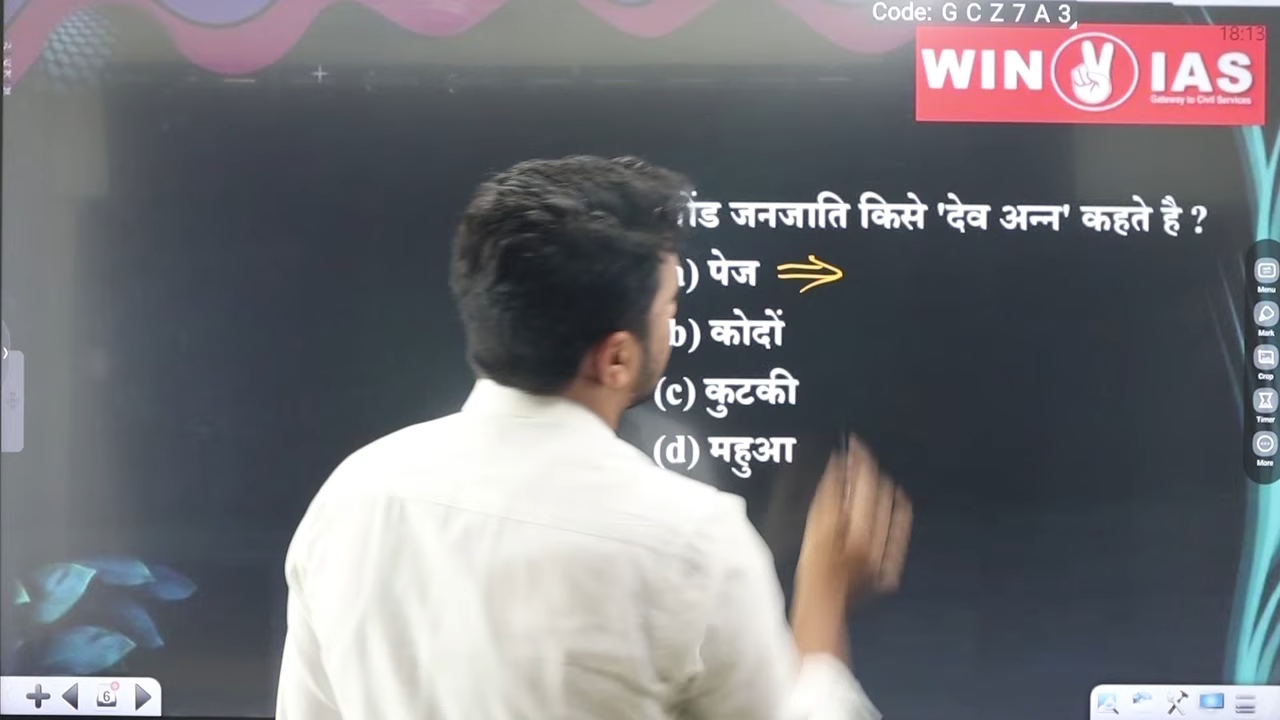 Code: G C Z 7 A 3
18:13
WIN IAS
Gateway to Civil Services
जनजाति किसे 'देव अन्न' कहते है ?
पेज
b) कोदों
(c) कुटकी
(d) महुआ
Menu
Mark
Crop
Timer
More
6